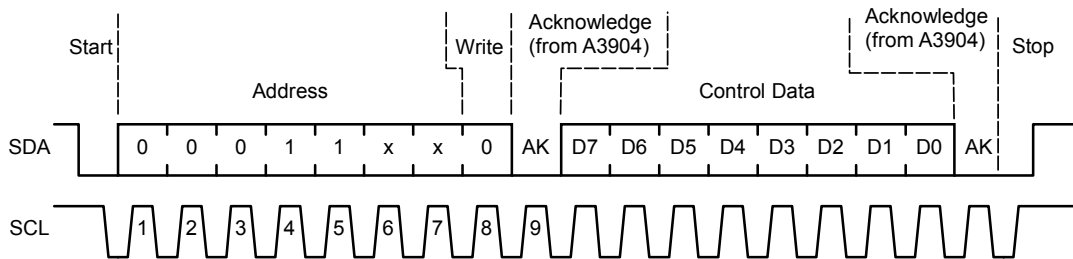 Start
Write
Acknowledge
(from A3904)
Acknowledge
(from A3904)
Stop
Address
Control Data
SDA 0 0 0 1 1 x x 0 AK D7 D6 D5 D4 D3 D2 D1 D0 AK
SCL 1 2 3 4 5 6 7 8 9